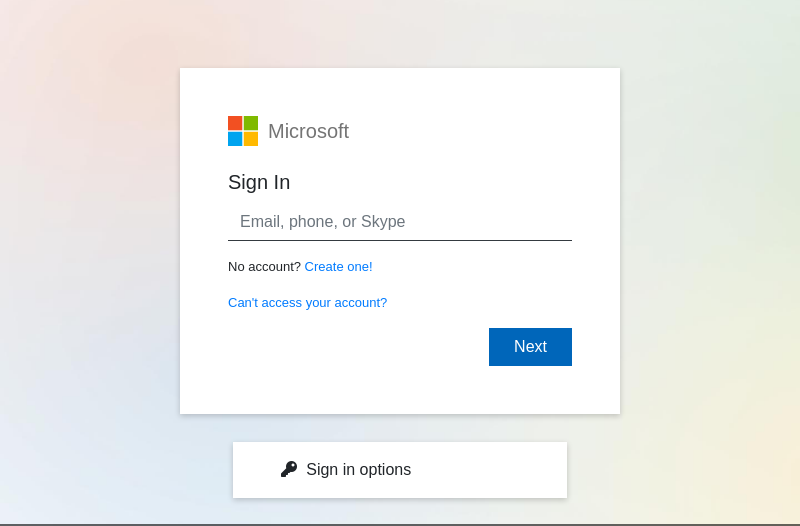 Microsoft
Sign In
Email, phone, or Skype
No account? Create one!
Can't access your account?
Next
Sign in options